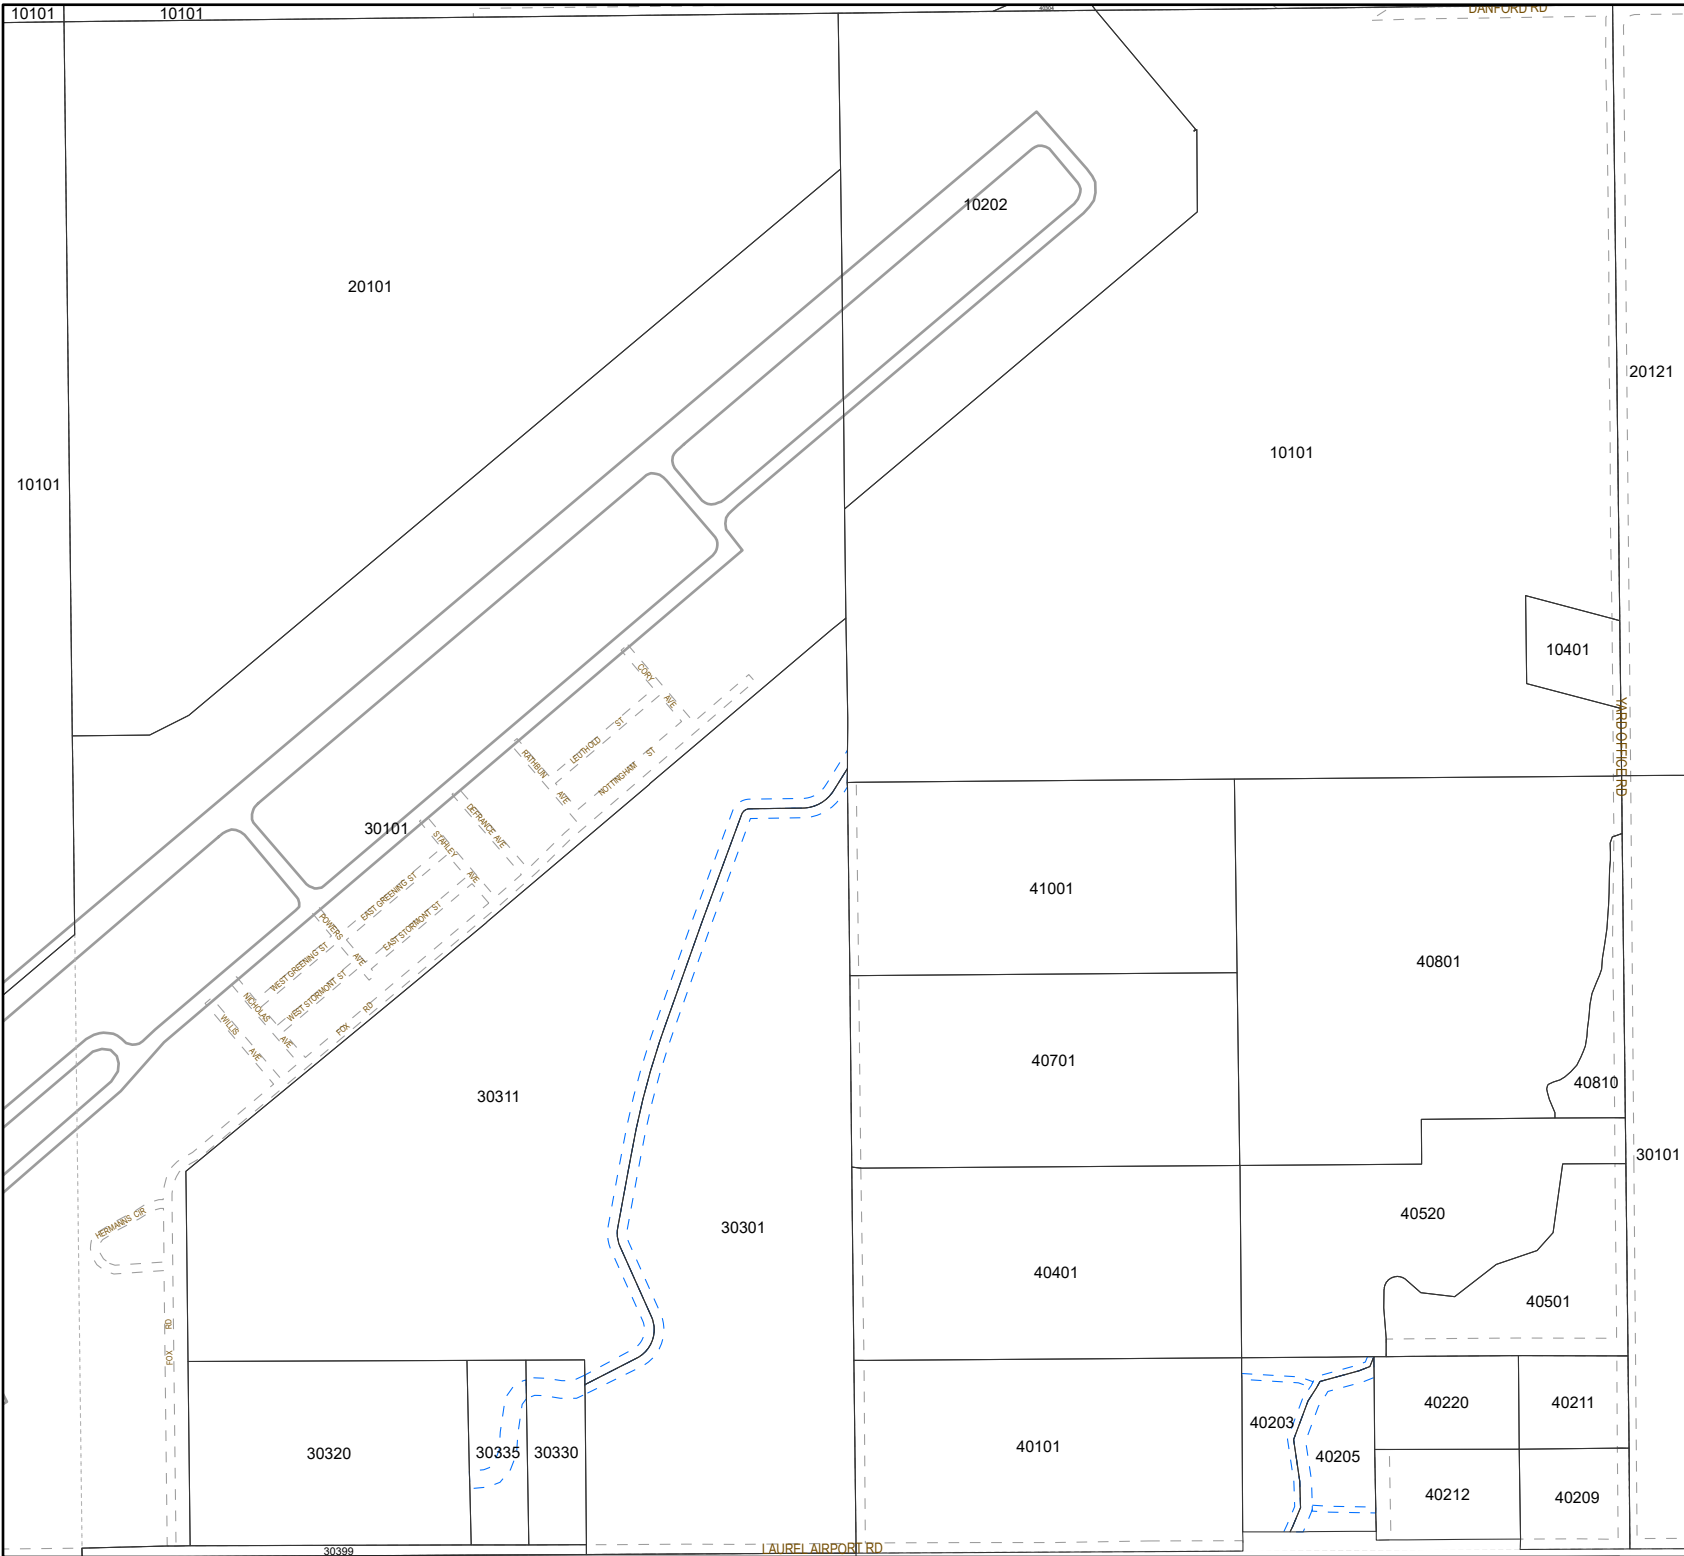 10101
10101
40304
DANFORD RD
10202
20101
20121
10101
10101
10401
CORY AVE
YARD OFFICE RD
LEUTHOLD ST
RATHBUN AVE
NOTTINGHAM ST
DEFRANCE AVE
30101
STARLEY AVE
EAST GREENING ST
41001
POWERS AVE
EAST STORMONT ST
WEST GREENING ST
40801
WEST STORMONT ST
NICHOLAS AVE
FOX RD
WILLIS AVE
40701
40810
30311
30101
HERMANNS CIR
30301
40520
40401
40501
FOX RD
40220
40211
40203
30320
30335
30330
40101
40205
40212
40209
LAUREL AIRPORT RD
30399